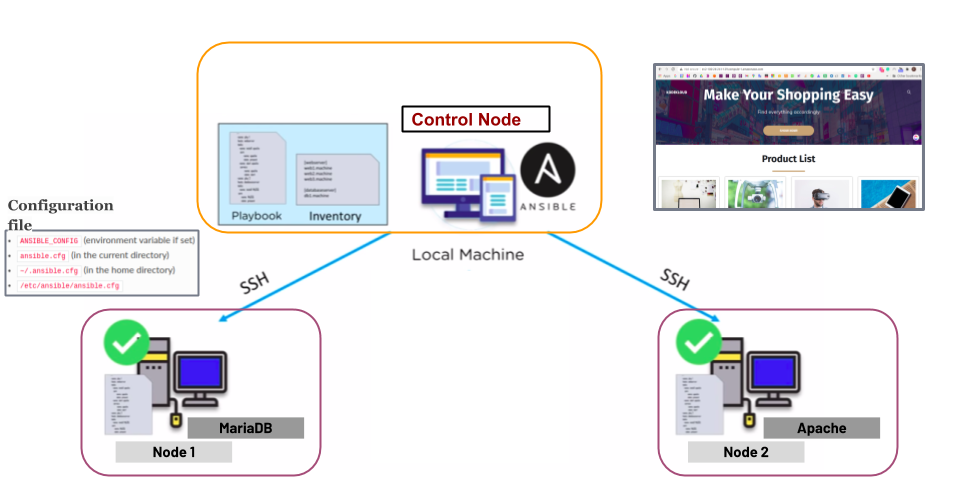 Control Node
ANSIBLE
Playbook
Inventory
[webserver]
web1.machine
web2.machine
web3.machine
[databaseserver]
db1.machine
Make Your Shopping Easy
Find everything accordingly
Product List
Configuration
file
ANSIBLE_CONFIG (environment variable if set)
ansible.cfg (in the current directory)
~/.ansible.cfg (in the home directory)
/etc/ansible/ansible.cfg
Local Machine
SSH
SSH
MariaDB
Node 1
Apache
Node 2